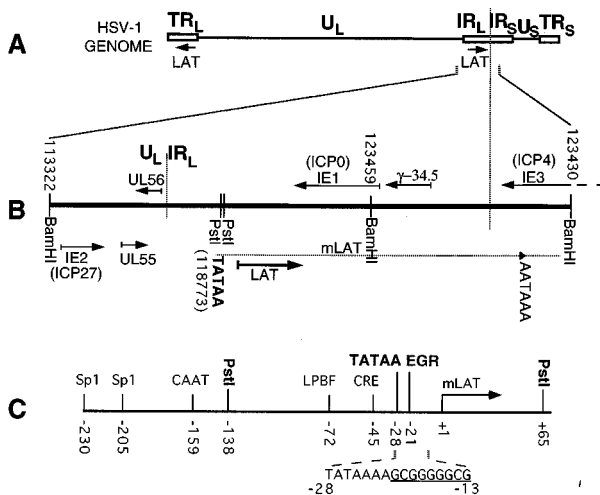 A
HSV-1 GENOME
TRL UL IRL IRS US TRS
LAT LAT
B
113322 UL IRL 123459 123430
UL56 (ICP0) IE1 γ-34.5 (ICP4) IE3
BamHI PstI PstI BamHI BamHI
IE2 (ICP27) UL55 TATAA (118773) LAT mLAT AATAAA
C
TATAA EGR
Sp1 Sp1 CAAT PstI LPBF CRE mLAT PstI
-230 -205 -159 -138 -72 -45 -28 -21 +1 +65
TATAAAAGCGGGGGCG
-28 -13